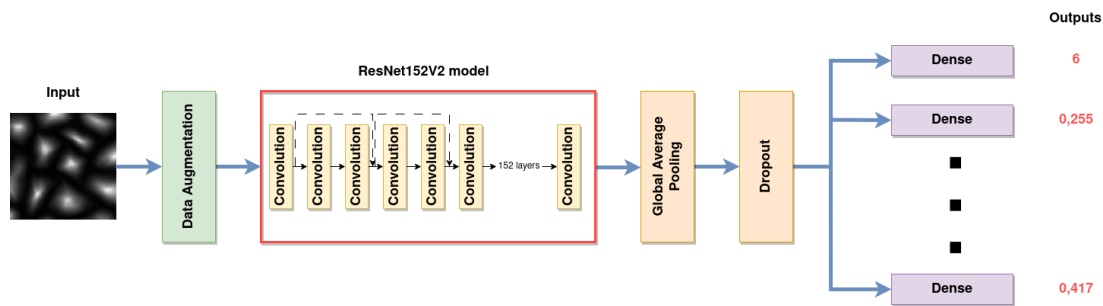 Outputs
ResNet152V2 model
Input
Data Augmentation
Convolution
Convolution
Convolution
Convolution
Convolution
Convolution
152 layers
Convolution
Global Average
Pooling
Dropout
Dense
6
Dense
0,255
Dense
0,417